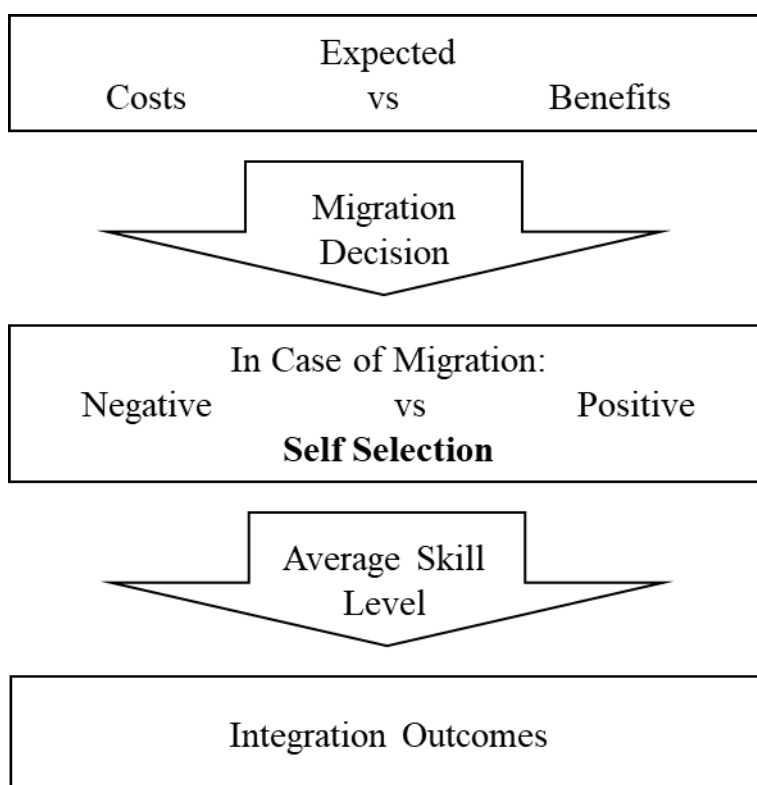 Expected
Costs vs Benefits
Migration
Decision
In Case of Migration:
Negative vs Positive
Self Selection
Average Skill
Level
Integration Outcomes